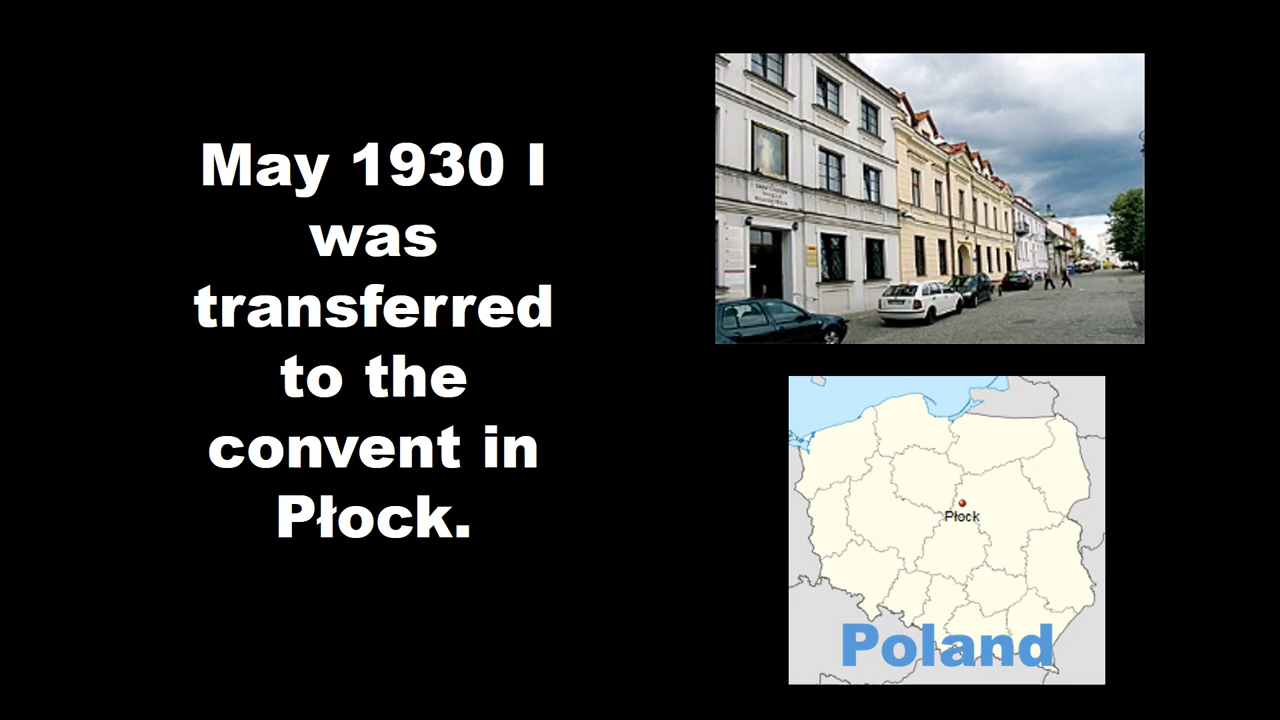 May 1930 I
was
transferred
to the
convent in
Płock.
Płock
Poland